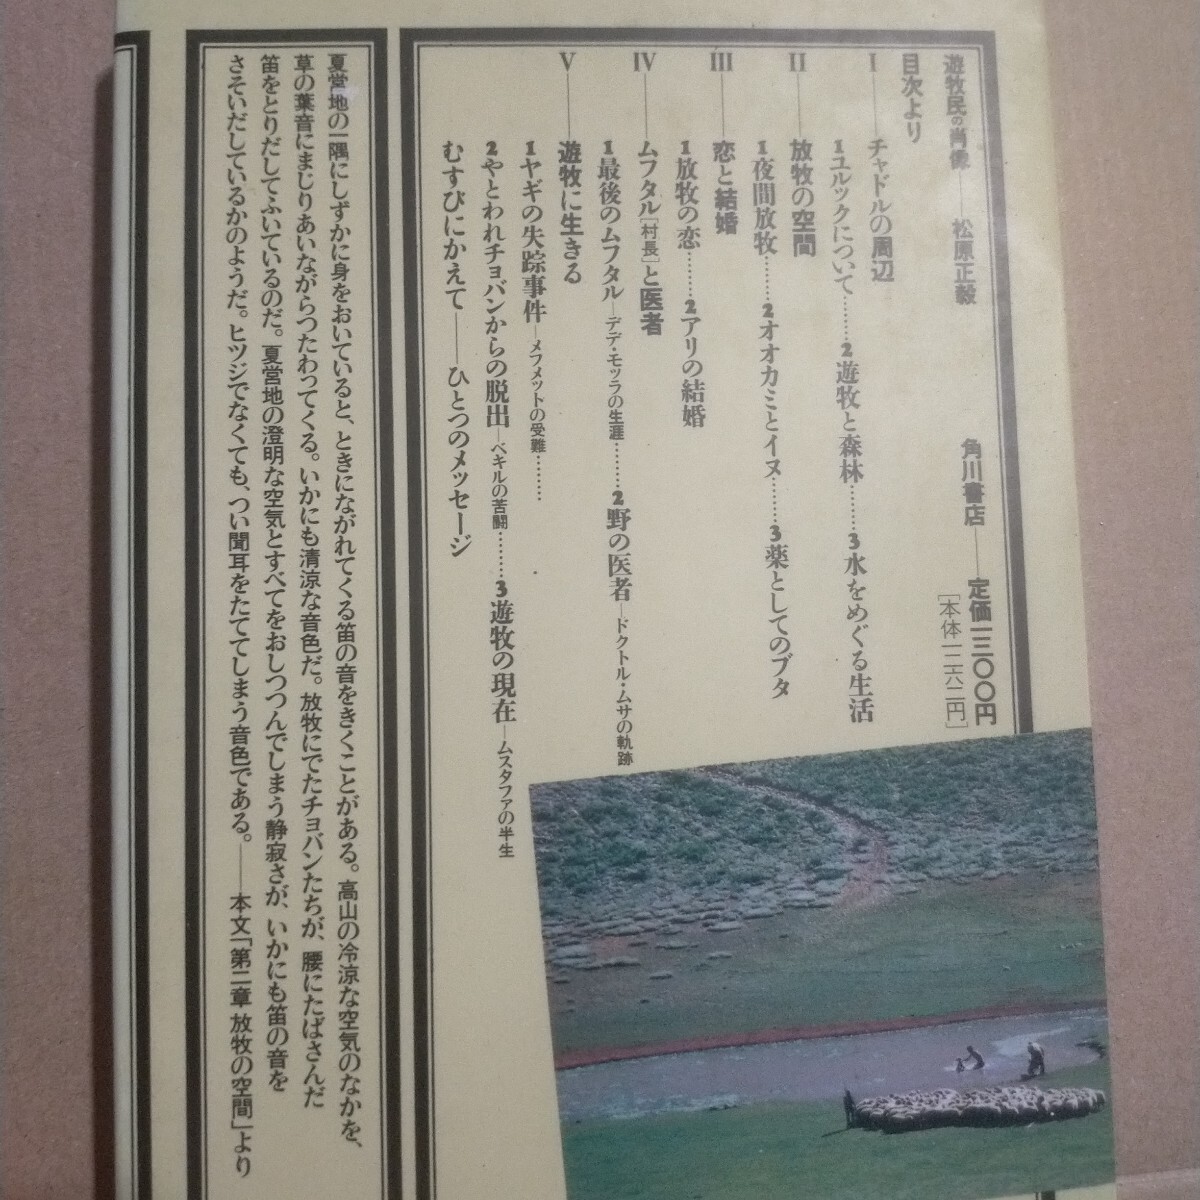 遊牧民の肖像──松原正毅 角川書店──定価一三〇〇円
[本体一二六二円]
目次より
I──チャドルの周辺
1ユルックについて………2遊牧と森林………3水をめぐる生活
II──放牧の空間
1夜間放牧………2オオカミとイヌ………3薬としてのブタ
III──恋と結婚
1放牧の恋………2アリの結婚
IV──ムフタル[村長]と医者
1最後のムフタル─デデ・モッラの生涯………2野の医者─ドクトル・ムサの軌跡
V──遊牧に生きる
1ヤギの失踪事件─メフメットの受難………
2やとわれチョバンからの脱出─ベキルの苦闘………3遊牧の現在─ムスタファの半生
むすびにかえて──ひとつのメッセージ
夏営地の一隅にしずかに身をおいていると、ときにながれてくる笛の音をきくことがある。高山の冷涼な空気のなかを、
草の葉音にまじりあいながらつたわってくる。いかにも清涼な音色だ。放牧にでたチョバンたちが、腰にたばさんだ
笛をとりだしてふいているのだ。夏営地の澄明な空気とすべてをおしつつんでしまう静寂さが、いかにも笛の音を
さそいだしているかのようだ。ヒツジでなくても、つい聞耳をたててしまう音色である。──本文「第二章 放牧の空間」より